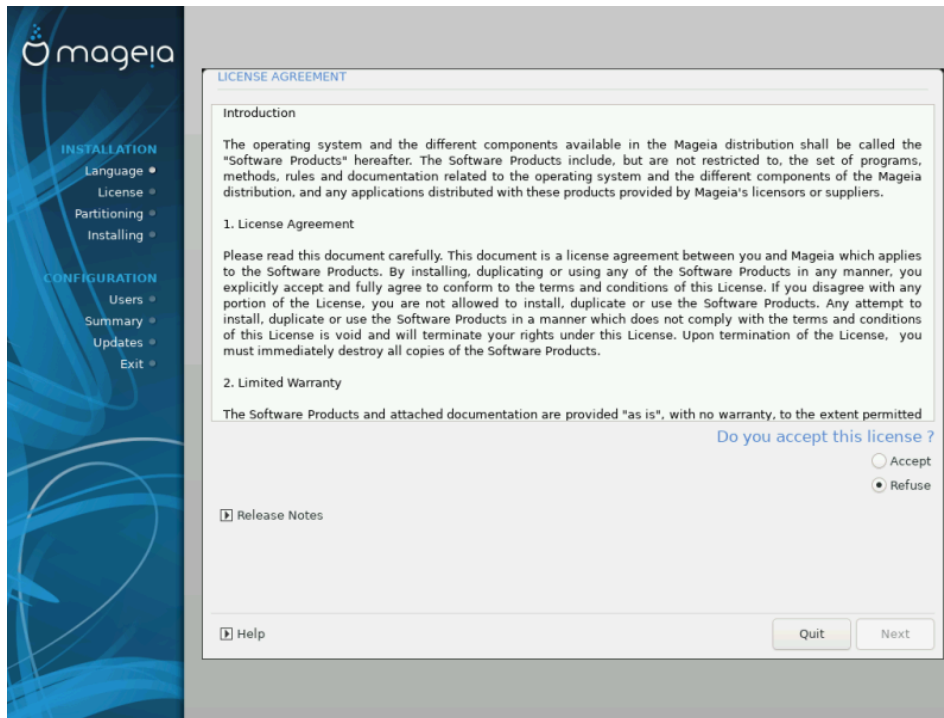 mageia
INSTALLATION
Language
License
Partitioning
Installing
CONFIGURATION
Users
Summary
Updates
Exit
LICENSE AGREEMENT
Introduction
The operating system and the different components available in the Mageia distribution shall be called the
"Software Products" hereafter. The Software Products include, but are not restricted to, the set of programs,
methods, rules and documentation related to the operating system and the different components of the Mageia
distribution, and any applications distributed with these products provided by Mageia's licensors or suppliers.
1. License Agreement
Please read this document carefully. This document is a license agreement between you and Mageia which applies
to the Software Products. By installing, duplicating or using any of the Software Products in any manner, you
explicitly accept and fully agree to conform to the terms and conditions of this License. If you disagree with any
portion of the License, you are not allowed to install, duplicate or use the Software Products. Any attempt to
install, duplicate or use the Software Products in a manner which does not comply with the terms and conditions
of this License is void and will terminate your rights under this License. Upon termination of the License, you
must immediately destroy all copies of the Software Products.
2. Limited Warranty
The Software Products and attached documentation are provided "as is", with no warranty, to the extent permitted
Do you accept this license ?
Accept
Refuse
Release Notes
Help
Quit
Next